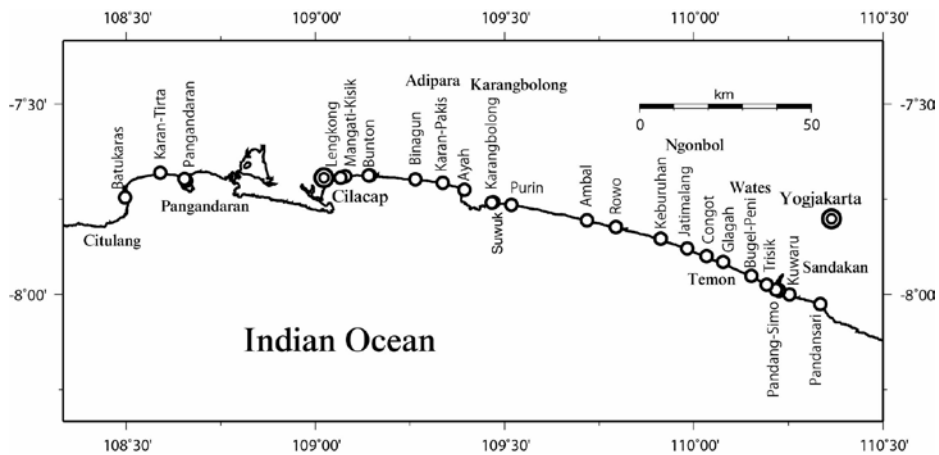 108˚30' 109˚00' 109˚30' 110˚00' 110˚30'
-7˚30' -7˚30'
-8˚00' -8˚00'
108˚30' 109˚00' 109˚30' 110˚00' 110˚30'
km
0 50
Adipara
Karangbolong
Ngonbol
Wates
Yogjakarta
Batukaras
Karan-Tirta
Pangandaran
Lengkong
Mangati-Kisik
Bunton
Binagun
Karan-Pakis
Ayah
Karangbolong
Suwuk
Purin
Ambal
Rowo
Keburuhan
Jatimalang
Congot
Glagah
Bugel-Peni
Trisik
Kuwaru
Pandang-Simo
Pandansari
Citulang
Pangandaran
Cilacap
Temon
Sandakan
Indian Ocean